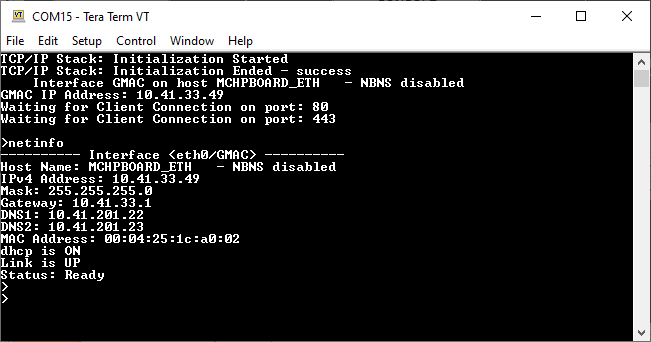 COM15 - Tera Term VT
File Edit Setup Control Window Help
TCP/IP Stack: Initialization Started
TCP/IP Stack: Initialization Ended - success
    Interface GMAC on host MCHPBOARD_ETH   - NBNS disabled
GMAC IP Address: 10.41.33.49
Waiting for Client Connection on port: 80
Waiting for Client Connection on port: 443
>netinfo
---------- Interface <eth0/GMAC> ----------
Host Name: MCHPBOARD_ETH   - NBNS disabled
IPv4 Address: 10.41.33.49
Mask: 255.255.255.0
Gateway: 10.41.33.1
DNS1: 10.41.201.22
DNS2: 10.41.201.23
MAC Address: 00:04:25:1c:a0:02
dhcp is ON
Link is UP
Status: Ready
>
>